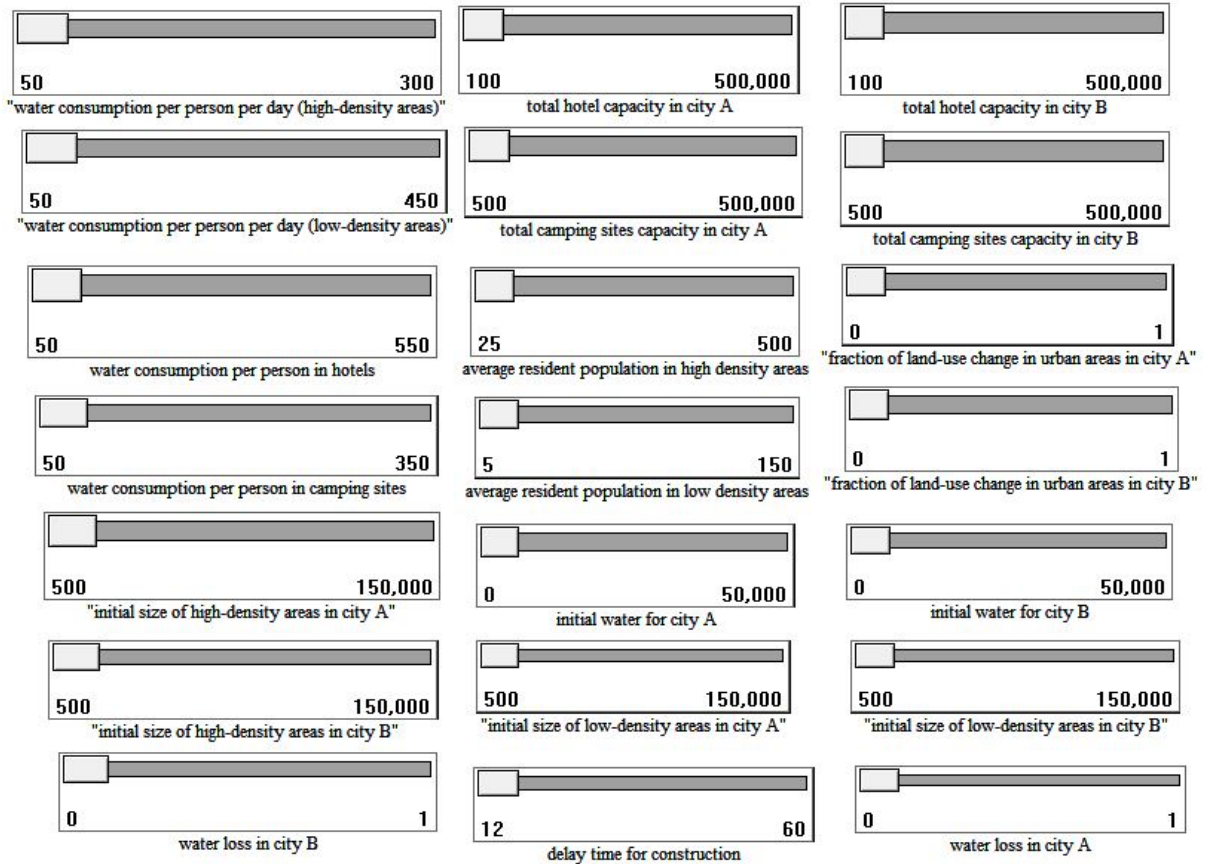 50 300
"water consumption per person per day (high-density areas)"
100 500,000
total hotel capacity in city A
100 500,000
total hotel capacity in city B
50 450
"water consumption per person per day (low-density areas)"
500 500,000
total camping sites capacity in city A
500 500,000
total camping sites capacity in city B
50 550
water consumption per person in hotels
25 500
average resident population in high density areas
0 1
"fraction of land-use change in urban areas in city A"
50 350
water consumption per person in camping sites
5 150
average resident population in low density areas
0 1
"fraction of land-use change in urban areas in city B"
500 150,000
"initial size of high-density areas in city A"
0 50,000
initial water for city A
0 50,000
initial water for city B
500 150,000
"initial size of high-density areas in city B"
500 150,000
"initial size of low-density areas in city A"
500 150,000
"initial size of low-density areas in city B"
0 1
water loss in city B
12 60
delay time for construction
0 1
water loss in city A